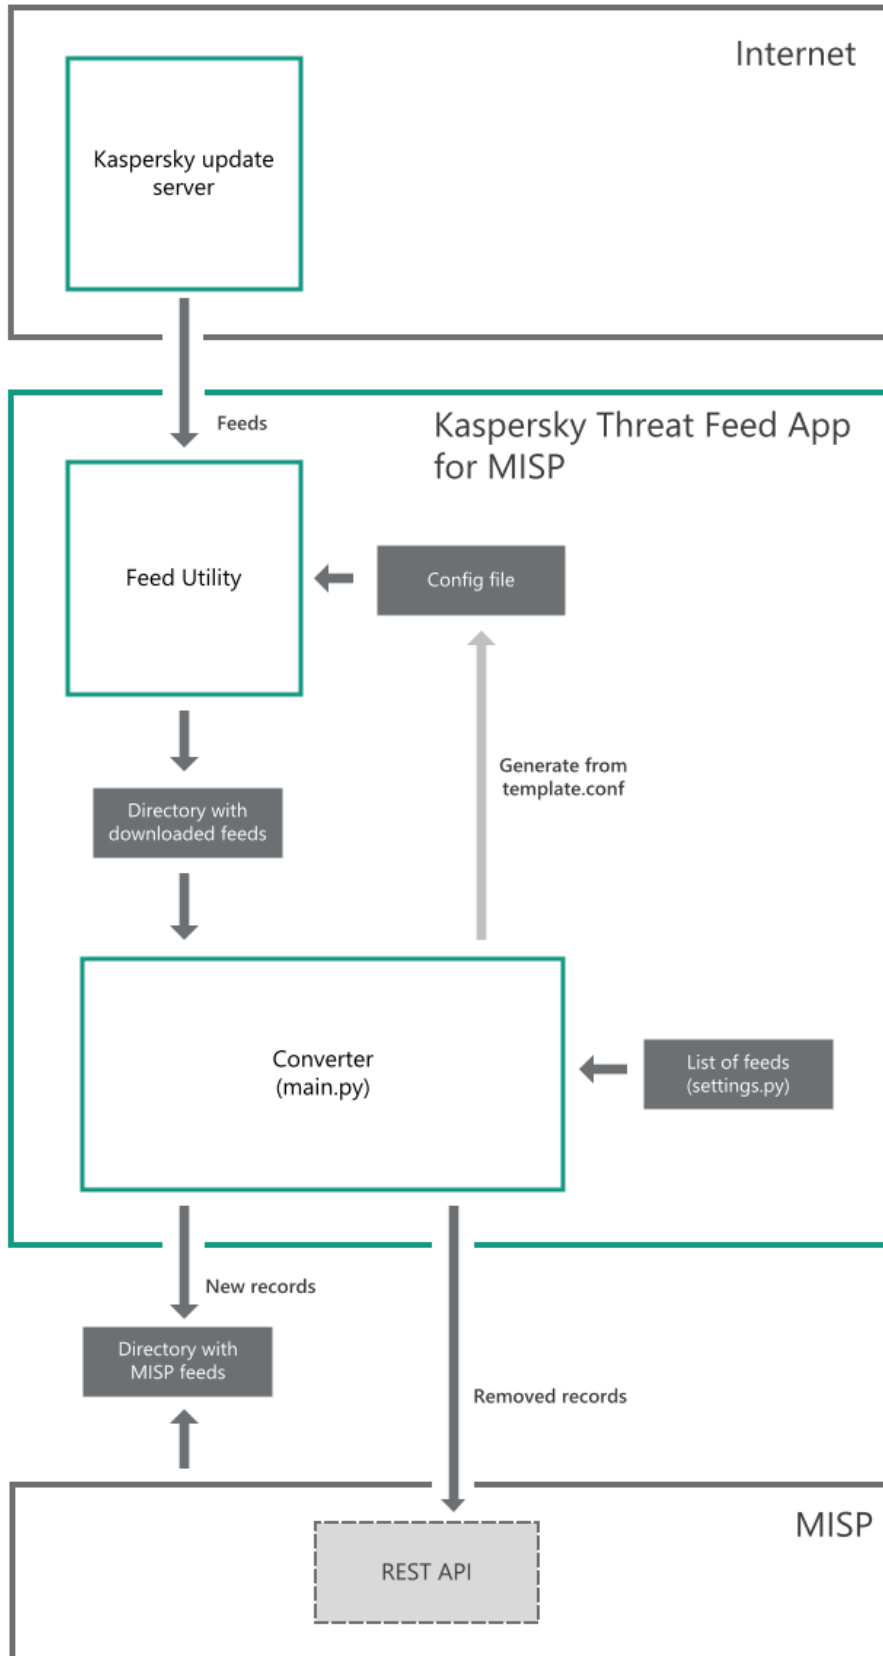 Internet
Kaspersky update
server
Feeds
Kaspersky Threat Feed App
for MISP
Feed Utility
Config file
Generate from
template.conf
Directory with
downloaded feeds
Converter
(main.py)
List of feeds
(settings.py)
New records
Directory with
MISP feeds
Removed records
MISP
REST API